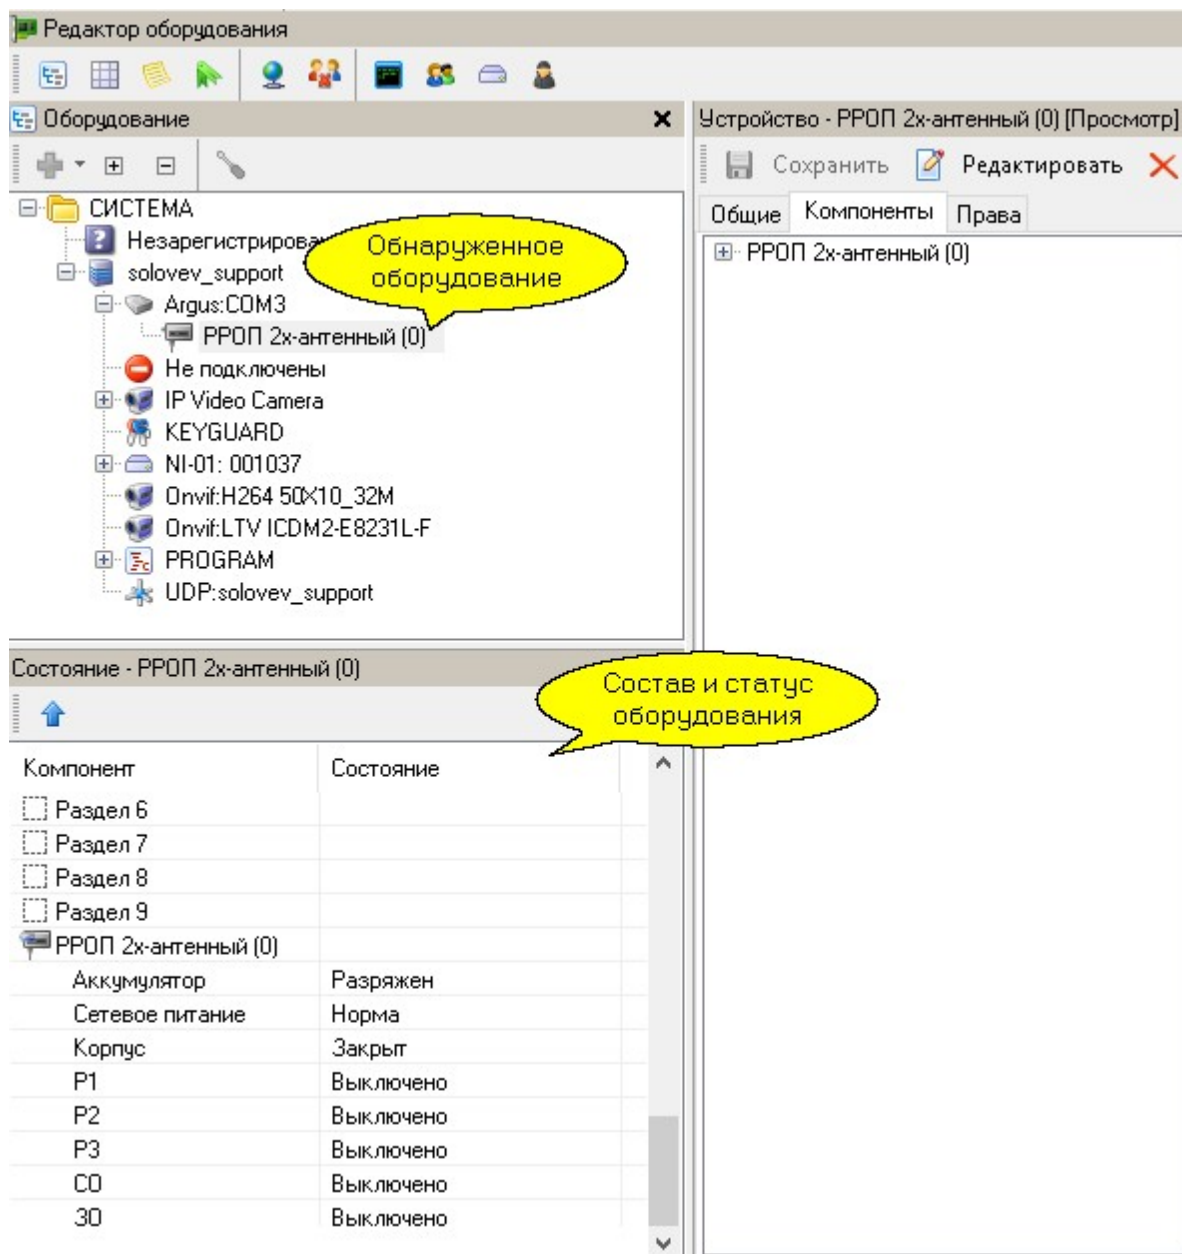 Редактор оборудования
Оборудование
СИСТЕМА
Незарегистрирова
solovev_support
Argus:COM3
РРОП 2х-антенный (0)
Не подключены
IP Video Camera
KEYGUARD
NI-01: 001037
Onvif:H264 50X10_32M
Onvif:LTV ICDM2-E8231L-F
PROGRAM
UDP:solovev_support
Обнаруженное
оборудование
Устройство - РРОП 2х-антенный (0) [Просмотр]
Сохранить Редактировать
Общие Компоненты Права
РРОП 2х-антенный (0)
Состояние - РРОП 2х-антенный (0)
Состав и статус
оборудования
Компонент Состояние
Раздел 6
Раздел 7
Раздел 8
Раздел 9
РРОП 2х-антенный (0)
Аккумулятор Разряжен
Сетевое питание Норма
Корпус Закрыт
Р1 Выключено
Р2 Выключено
Р3 Выключено
СО Выключено
ЗО Выключено